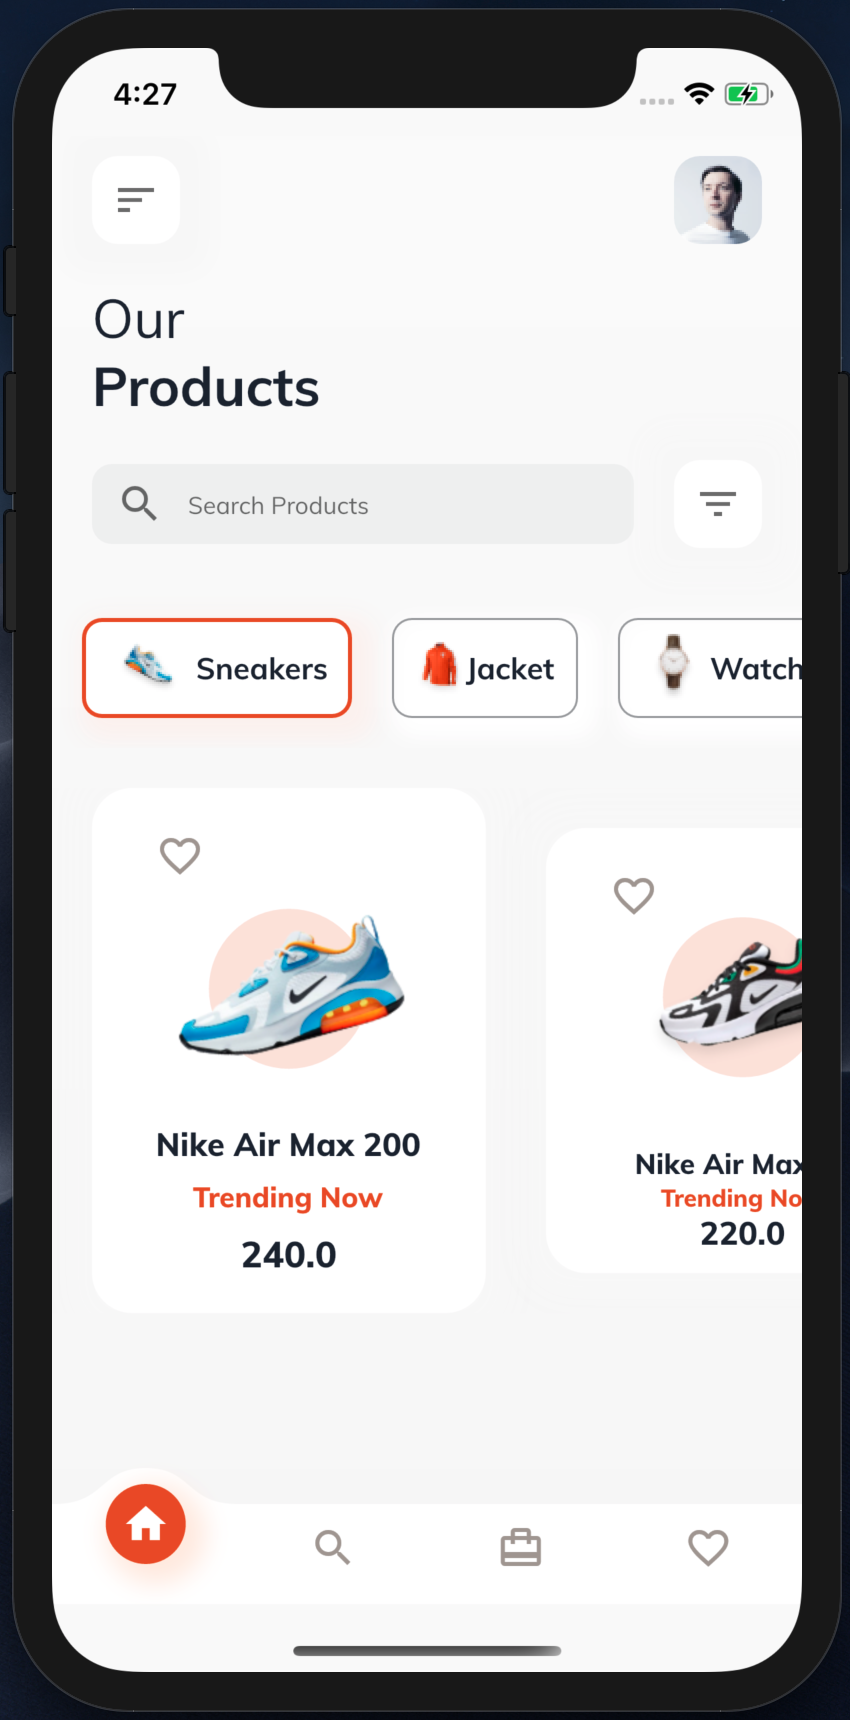 4:27
Our
Products
Search Products
Sneakers
Jacket
Watch
Nike Air Max 200
Trending Now
240.0
Nike Air Max
Trending No
220.0